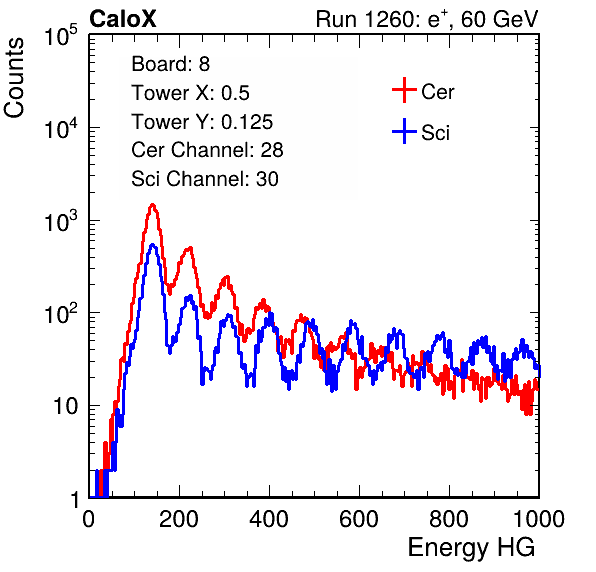 CaloX Run 1260: e⁺, 60 GeV
Counts
10⁵
10⁴
10³
10²
10
1
Board: 8
Tower X: 0.5
Tower Y: 0.125
Cer Channel: 28
Sci Channel: 30
Cer
Sci
0 200 400 600 800 1000
Energy HG